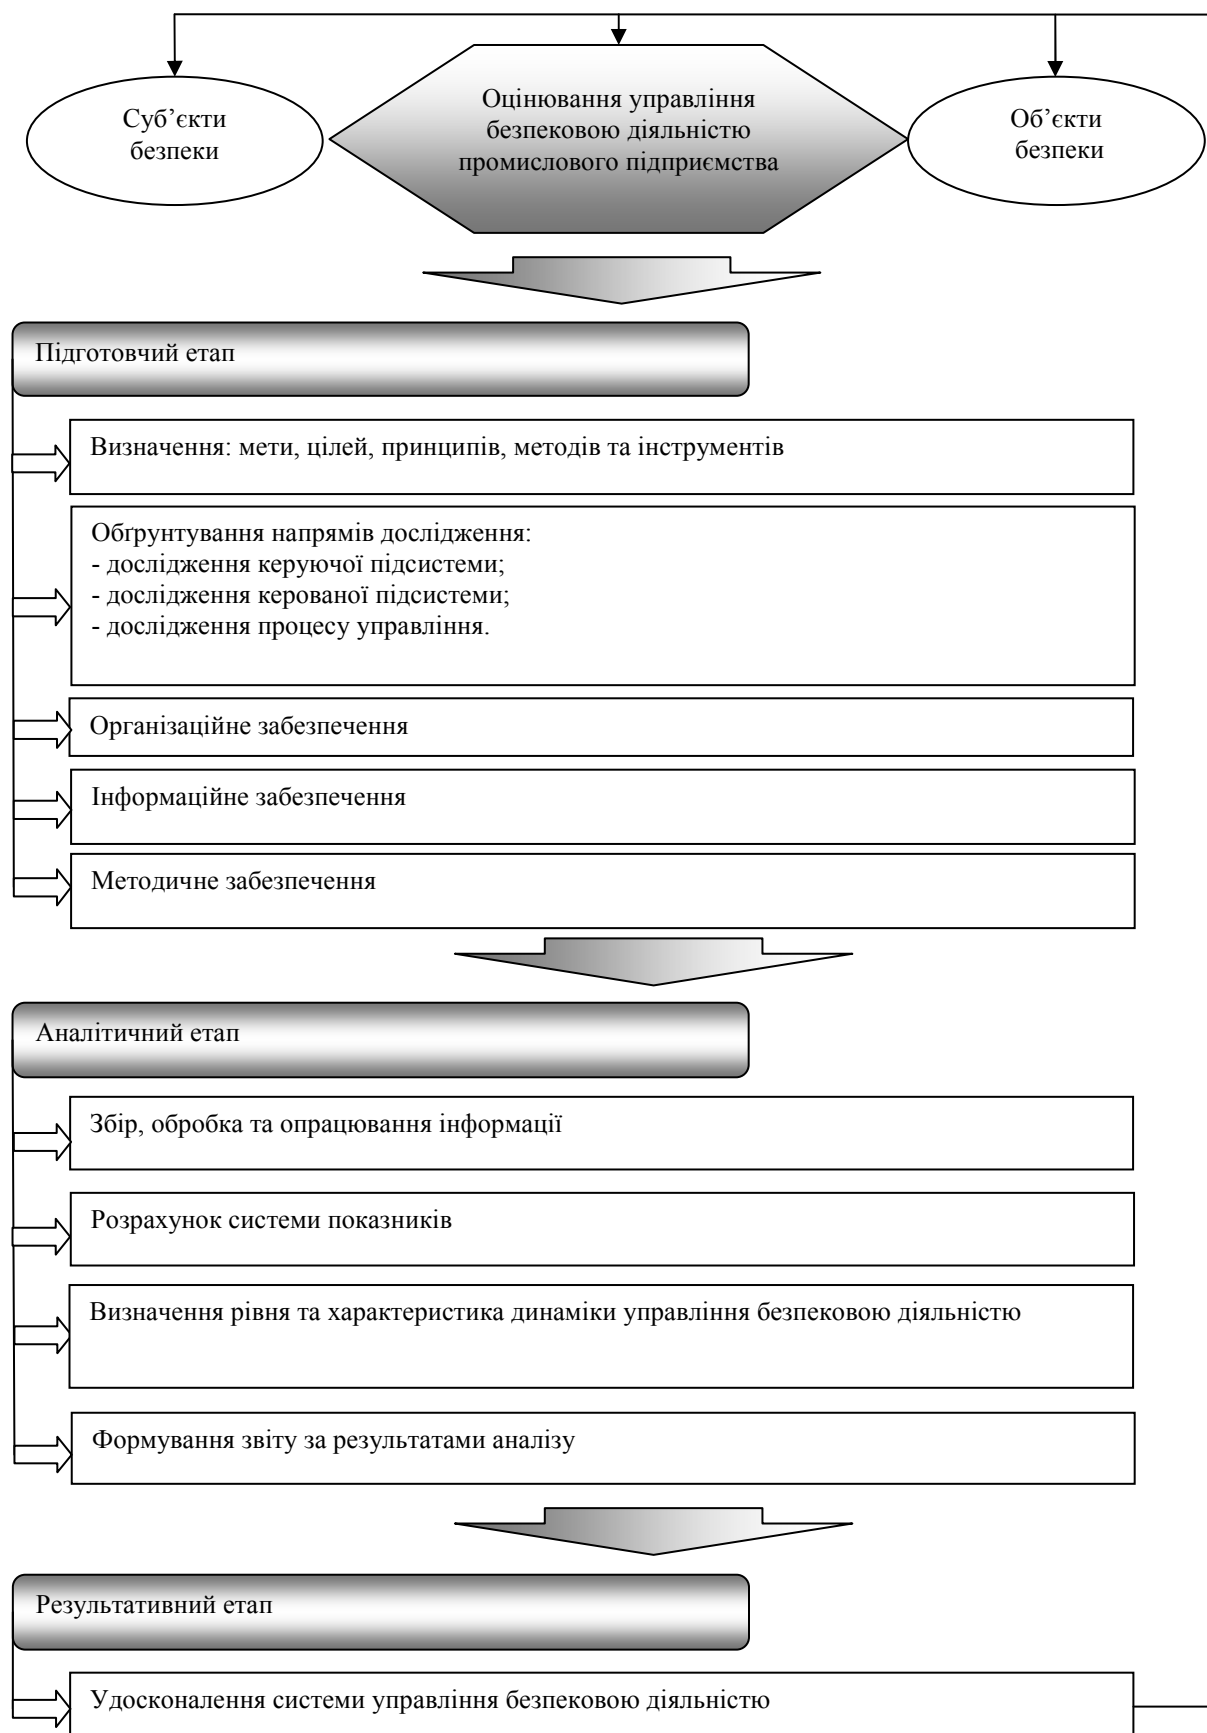 Суб’єкти
безпеки
Оцінювання управління
безпековою діяльністю
промислового підприємства
Об’єкти
безпеки
Підготовчий етап
Визначення: мети, цілей, принципів, методів та інструментів
Обґрунтування напрямів дослідження:
- дослідження керуючої підсистеми;
- дослідження керованої підсистеми;
- дослідження процесу управління.
Організаційне забезпечення
Інформаційне забезпечення
Методичне забезпечення
Аналітичний етап
Збір, обробка та опрацювання інформації
Розрахунок системи показників
Визначення рівня та характеристика динаміки управління безпековою діяльністю
Формування звіту за результатами аналізу
Результативний етап
Удосконалення системи управління безпековою діяльністю